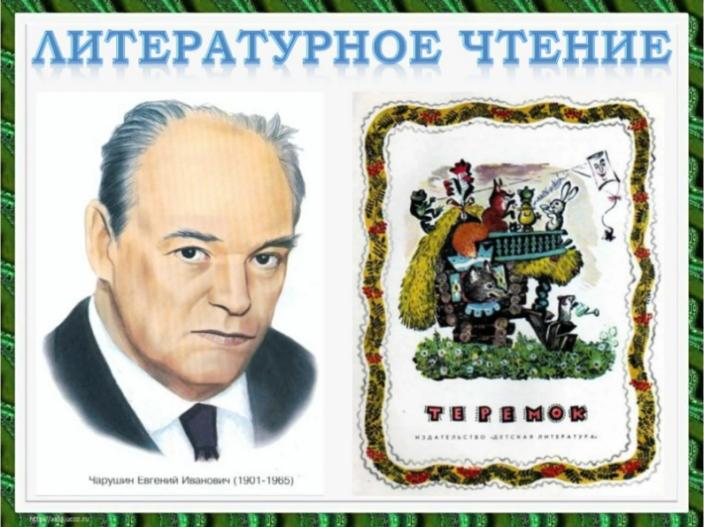 ЛИТЕРАТУРНОЕ ЧТЕНИЕ
Чарушин Евгений Иванович (1901-1965)
ТЕРЕМОК
ИЗДАТЕЛЬСТВО «ДЕТСКАЯ ЛИТЕРАТУРА»